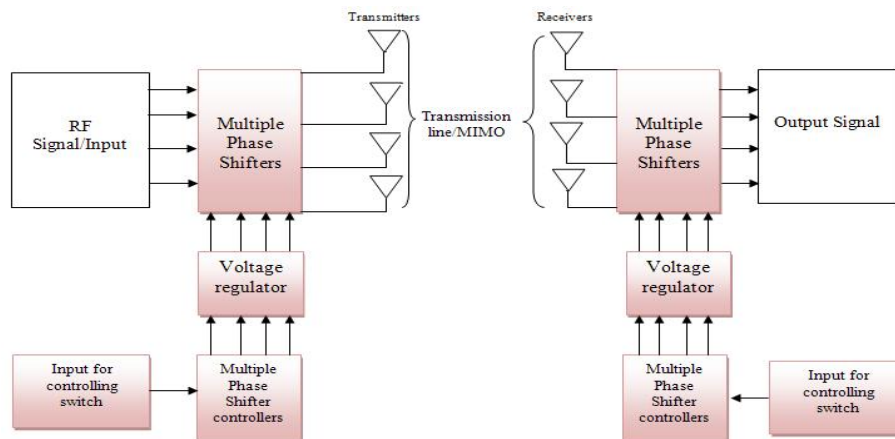 Transmitters
Receivers
RF
Signal/Input
Multiple
Phase
Shifters
Transmission
line/MIMO
Multiple
Phase
Shifters
Output Signal
Voltage
regulator
Voltage
regulator
Input for
controlling
switch
Multiple
Phase
Shifter
controllers
Multiple
Phase
Shifter
controllers
Input for
controlling
switch